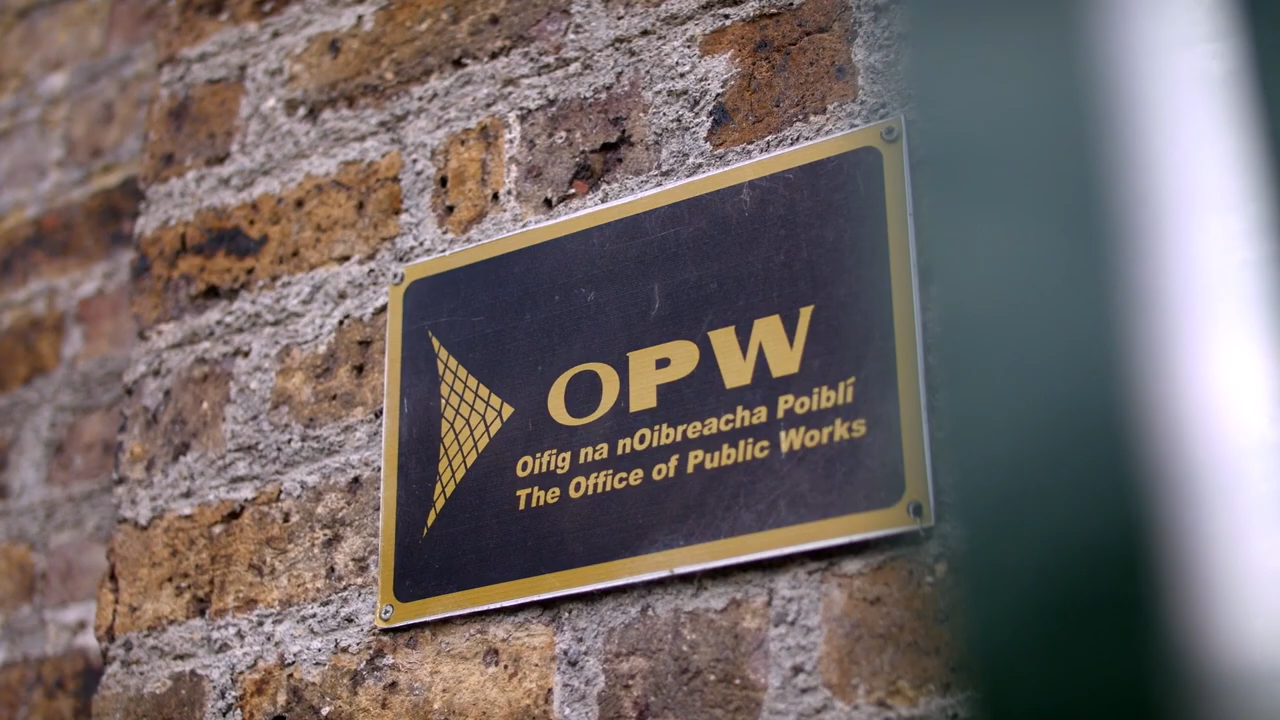 OPW
Oifig na nOibreacha Poiblí
The Office of Public Works